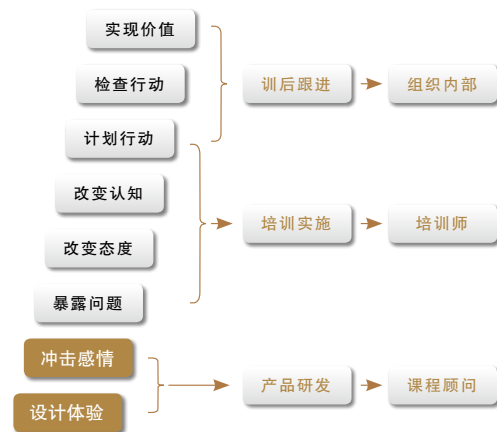 实现价值
检查行动
训后跟进
组织内部
计划行动
改变认知
培训实施
培训师
改变态度
暴露问题
冲击感情
产品研发
课程顾问
设计体验